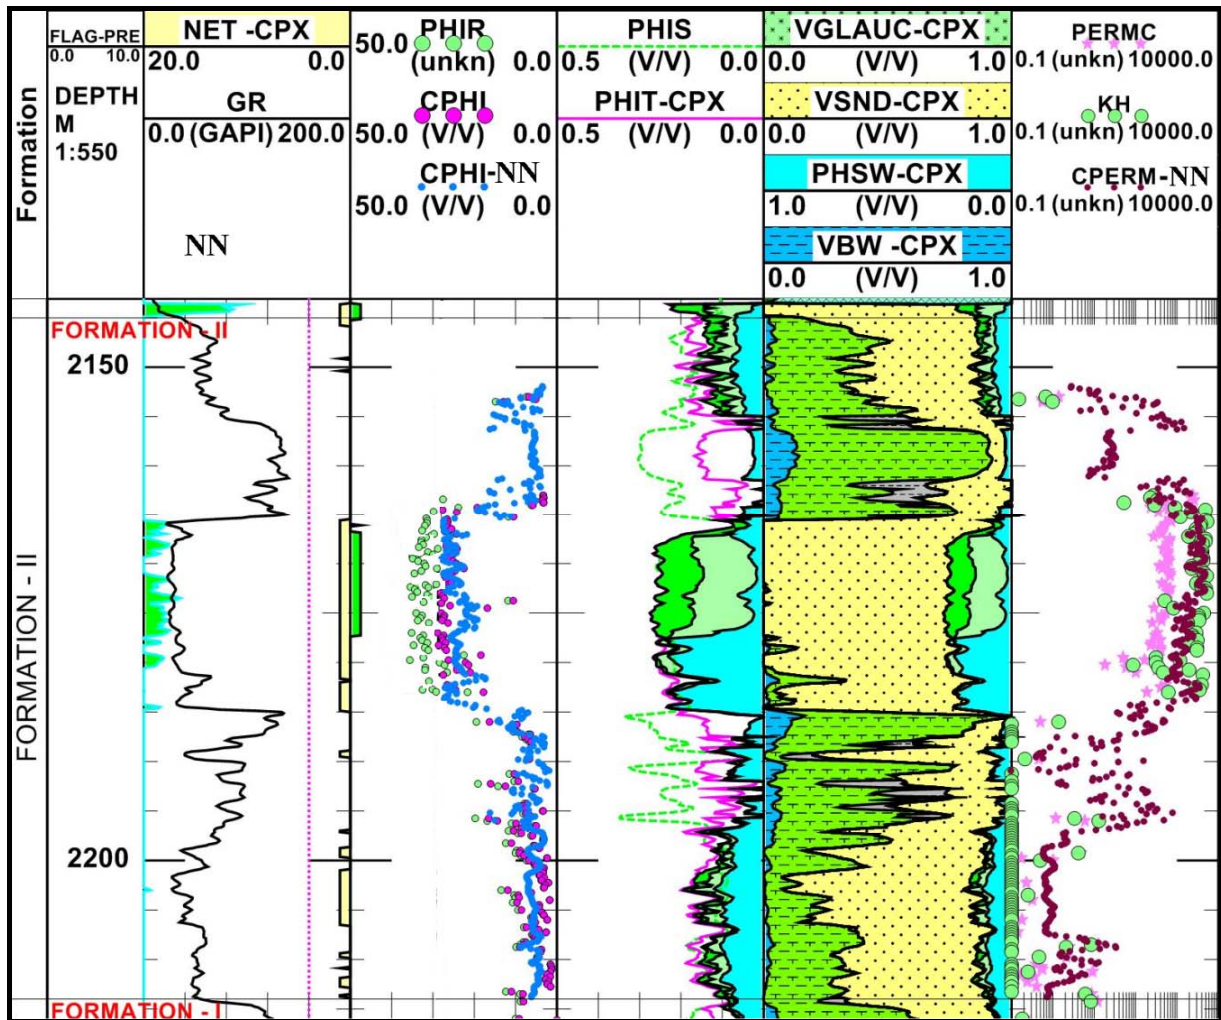 Formation
FLAG-PRE
0.0 10.0
DEPTH
M
1:550
NET -CPX
20.0 0.0
GR
0.0 (GAPI) 200.0
NN
PHIR
50.0 (unkn) 0.0
CPHI
50.0 (V/V) 0.0
CPHI-NN
50.0 (V/V) 0.0
PHIS
0.5 (V/V) 0.0
PHIT-CPX
0.5 (V/V) 0.0
VGLAUC-CPX
0.0 (V/V) 1.0
VSND-CPX
0.0 (V/V) 1.0
PHSW-CPX
1.0 (V/V) 0.0
VBW -CPX
0.0 (V/V) 1.0
PERMC
0.1 (unkn) 10000.0
KH
0.1 (unkn) 10000.0
CPERM-NN
0.1 (unkn) 10000.0
FORMATION - II
2150
FORMATION - II
2200
FORMATION - I